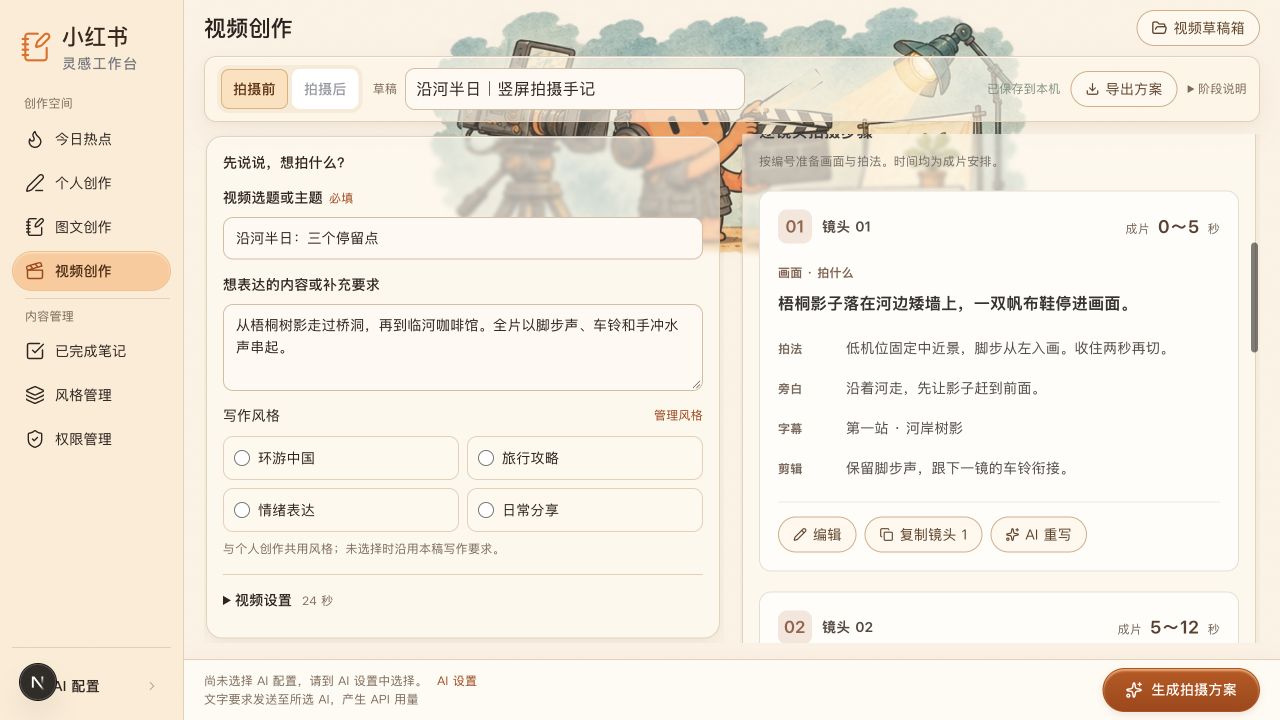 小红书
灵感工作台
创作空间
今日热点
个人创作
图文创作
视频创作
内容管理
已完成笔记
风格管理
权限管理
N
AI 配置
视频创作
视频草稿箱
拍摄前
拍摄后
草稿
沿河半日｜竖屏拍摄手记
已保存到本机
导出方案
阶段说明
先说说，想拍什么？
视频选题或主题 必填
沿河半日：三个停留点
想表达的内容或补充要求
从梧桐树影走过桥洞，再到临河咖啡馆。全片以脚步声、车铃和手冲水
声串起。
写作风格
管理风格
环游中国
旅行攻略
情绪表达
日常分享
与个人创作共用风格；未选择时沿用本稿写作要求。
视频设置 24 秒
按编号准备画面与拍法。时间均为成片安排。
01 镜头 01
成片 0～5 秒
画面 · 拍什么
梧桐影子落在河边矮墙上，一双帆布鞋停进画面。
拍法 低机位固定中近景，脚步从左入画。收住两秒再切。
旁白 沿着河走，先让影子赶到前面。
字幕 第一站 · 河岸树影
剪辑 保留脚步声，跟下一镜的车铃衔接。
编辑
复制镜头 1
AI 重写
02 镜头 02
成片 5～12 秒
尚未选择 AI 配置，请到 AI 设置中选择。 AI 设置
文字要求发送至所选 AI，产生 API 用量
生成拍摄方案